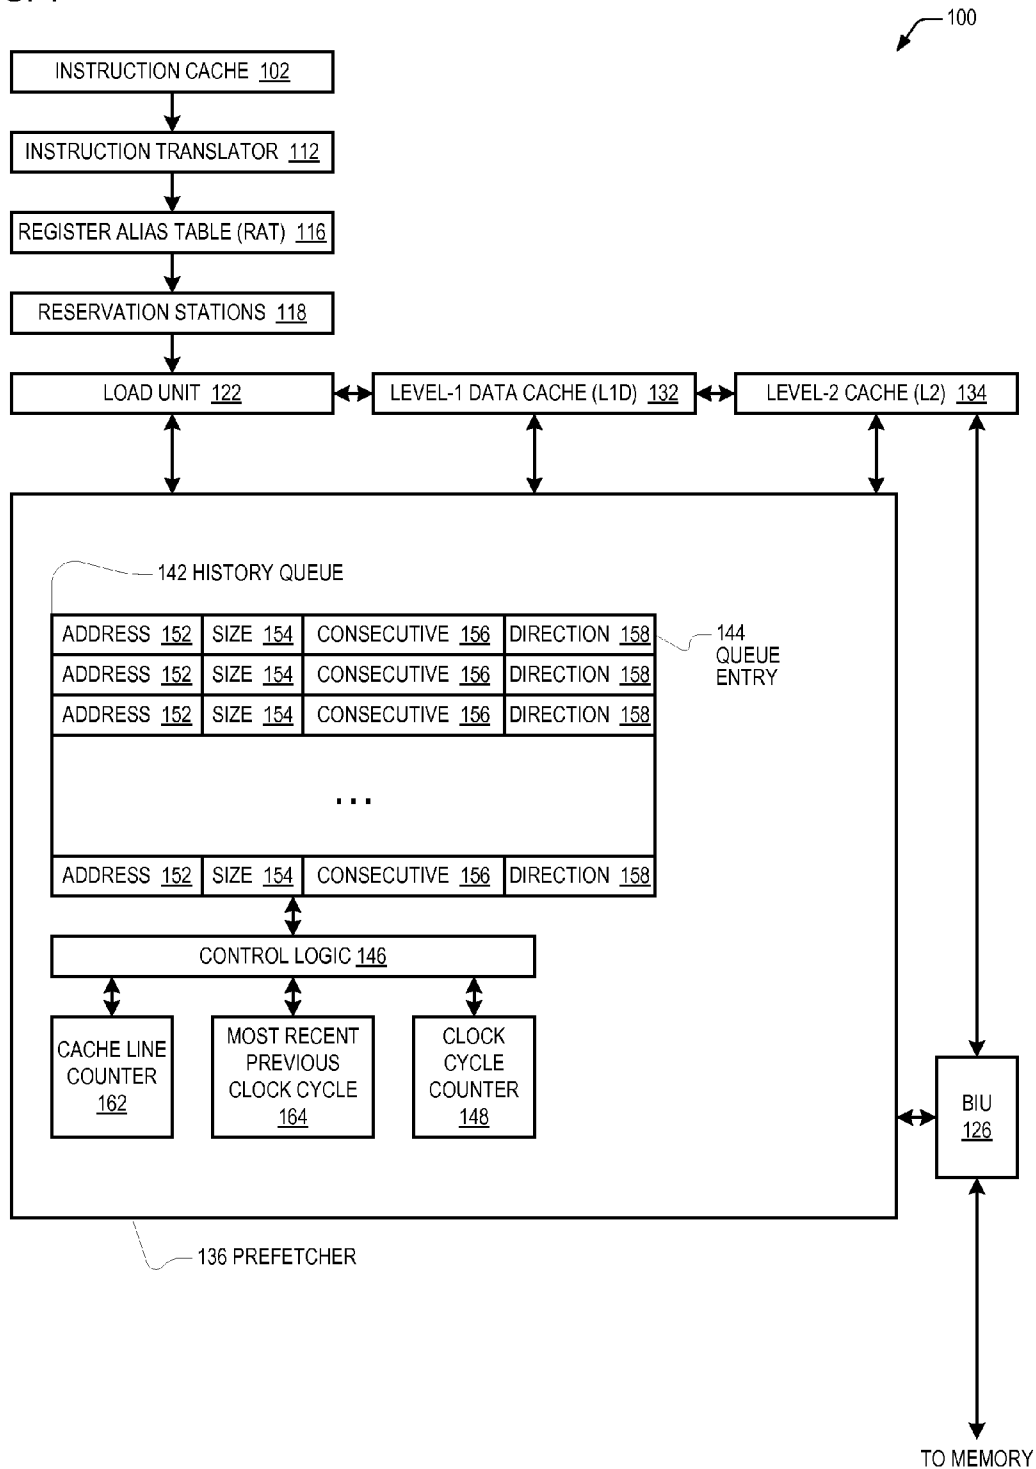 100
INSTRUCTION CACHE 102
INSTRUCTION TRANSLATOR 112
REGISTER ALIAS TABLE (RAT) 116
RESERVATION STATIONS 118
LOAD UNIT 122
LEVEL-1 DATA CACHE (L1D) 132
LEVEL-2 CACHE (L2) 134
142 HISTORY QUEUE
ADDRESS 152 SIZE 154 CONSECUTIVE 156 DIRECTION 158
ADDRESS 152 SIZE 154 CONSECUTIVE 156 DIRECTION 158
ADDRESS 152 SIZE 154 CONSECUTIVE 156 DIRECTION 158
...
ADDRESS 152 SIZE 154 CONSECUTIVE 156 DIRECTION 158
144
QUEUE
ENTRY
CONTROL LOGIC 146
CACHE LINE
COUNTER
162
MOST RECENT
PREVIOUS
CLOCK CYCLE
164
CLOCK
CYCLE
COUNTER
148
BIU
126
136 PREFETCHER
TO MEMORY